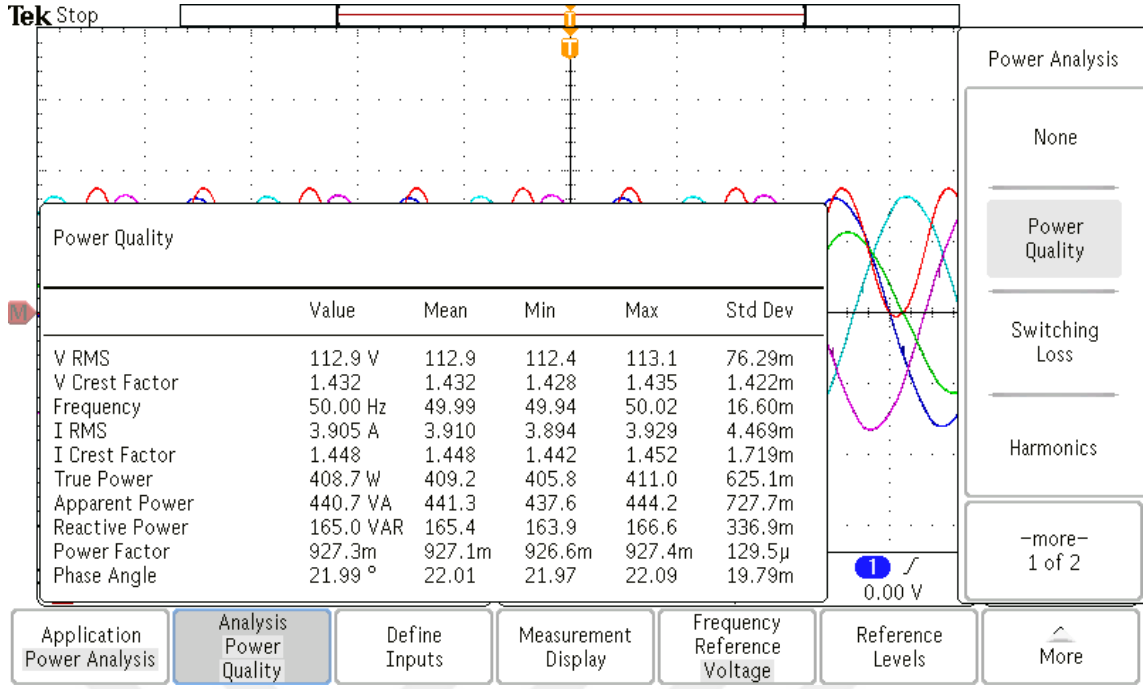 Tek Stop
T
T
Power Analysis
None
Power
Quality
Switching
Loss
Harmonics
-more-
1 of 2
M
Power Quality
Value Mean Min Max Std Dev
V RMS 112.9 V 112.9 112.4 113.1 76.29m
V Crest Factor 1.432 1.432 1.428 1.435 1.422m
Frequency 50.00 Hz 49.99 49.94 50.02 16.60m
I RMS 3.905 A 3.910 3.894 3.929 4.469m
I Crest Factor 1.448 1.448 1.442 1.452 1.719m
True Power 408.7 W 409.2 405.8 411.0 625.1m
Apparent Power 440.7 VA 441.3 437.6 444.2 727.7m
Reactive Power 165.0 VAR 165.4 163.9 166.6 336.9m
Power Factor 927.3m 927.1m 926.6m 927.4m 129.5µ
Phase Angle 21.99 ° 22.01 21.97 22.09 19.79m
1
0.00 V
Application
Power Analysis
Analysis
Power
Quality
Define
Inputs
Measurement
Display
Frequency
Reference
Voltage
Reference
Levels
More